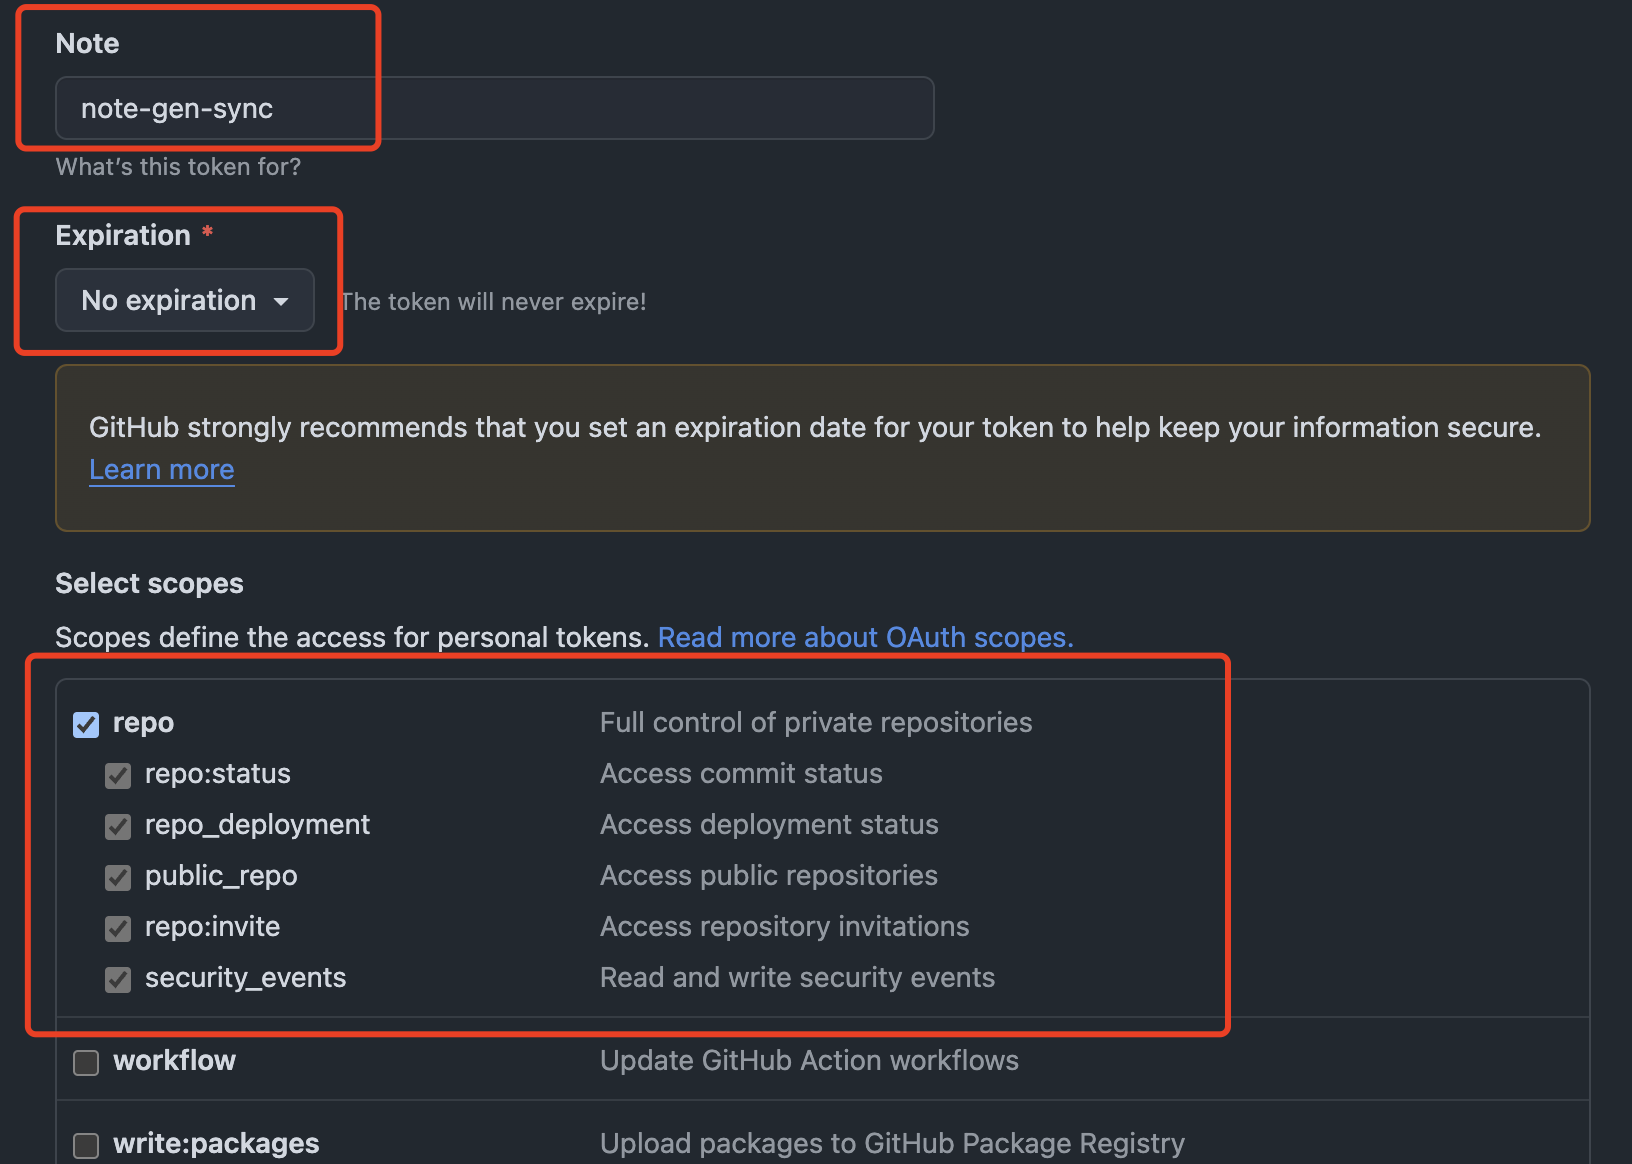 Note
note-gen-sync
What's this token for?
Expiration *
No expiration The token will never expire!
GitHub strongly recommends that you set an expiration date for your token to help keep your information secure.
Learn more
Select scopes
Scopes define the access for personal tokens. Read more about OAuth scopes.
repo Full control of private repositories
repo:status Access commit status
repo_deployment Access deployment status
public_repo Access public repositories
repo:invite Access repository invitations
security_events Read and write security events
workflow Update GitHub Action workflows
write:packages Upload packages to GitHub Package Registry